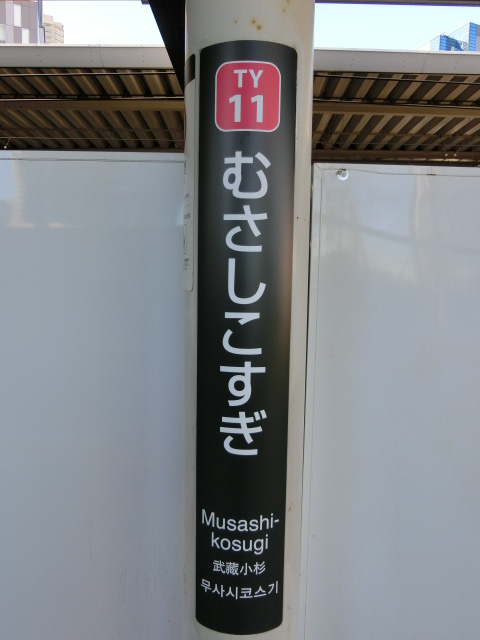 TY
11
むさしこすぎ
Musashi-
kosugi
武藏小杉
무사시코스기